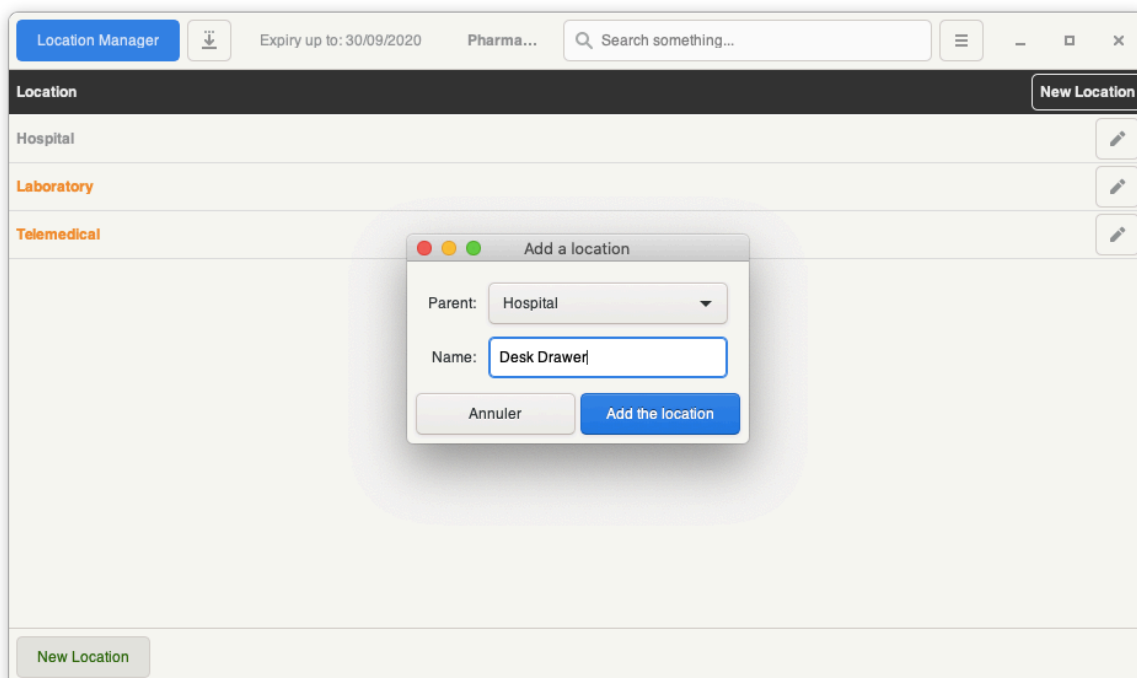 Location Manager Expiry up to: 30/09/2020 Pharma... Search something...
Location New Location
Hospital
Laboratory
Telemedical
Add a location
Parent: Hospital
Name: Desk Drawer
Annuler Add the location
New Location